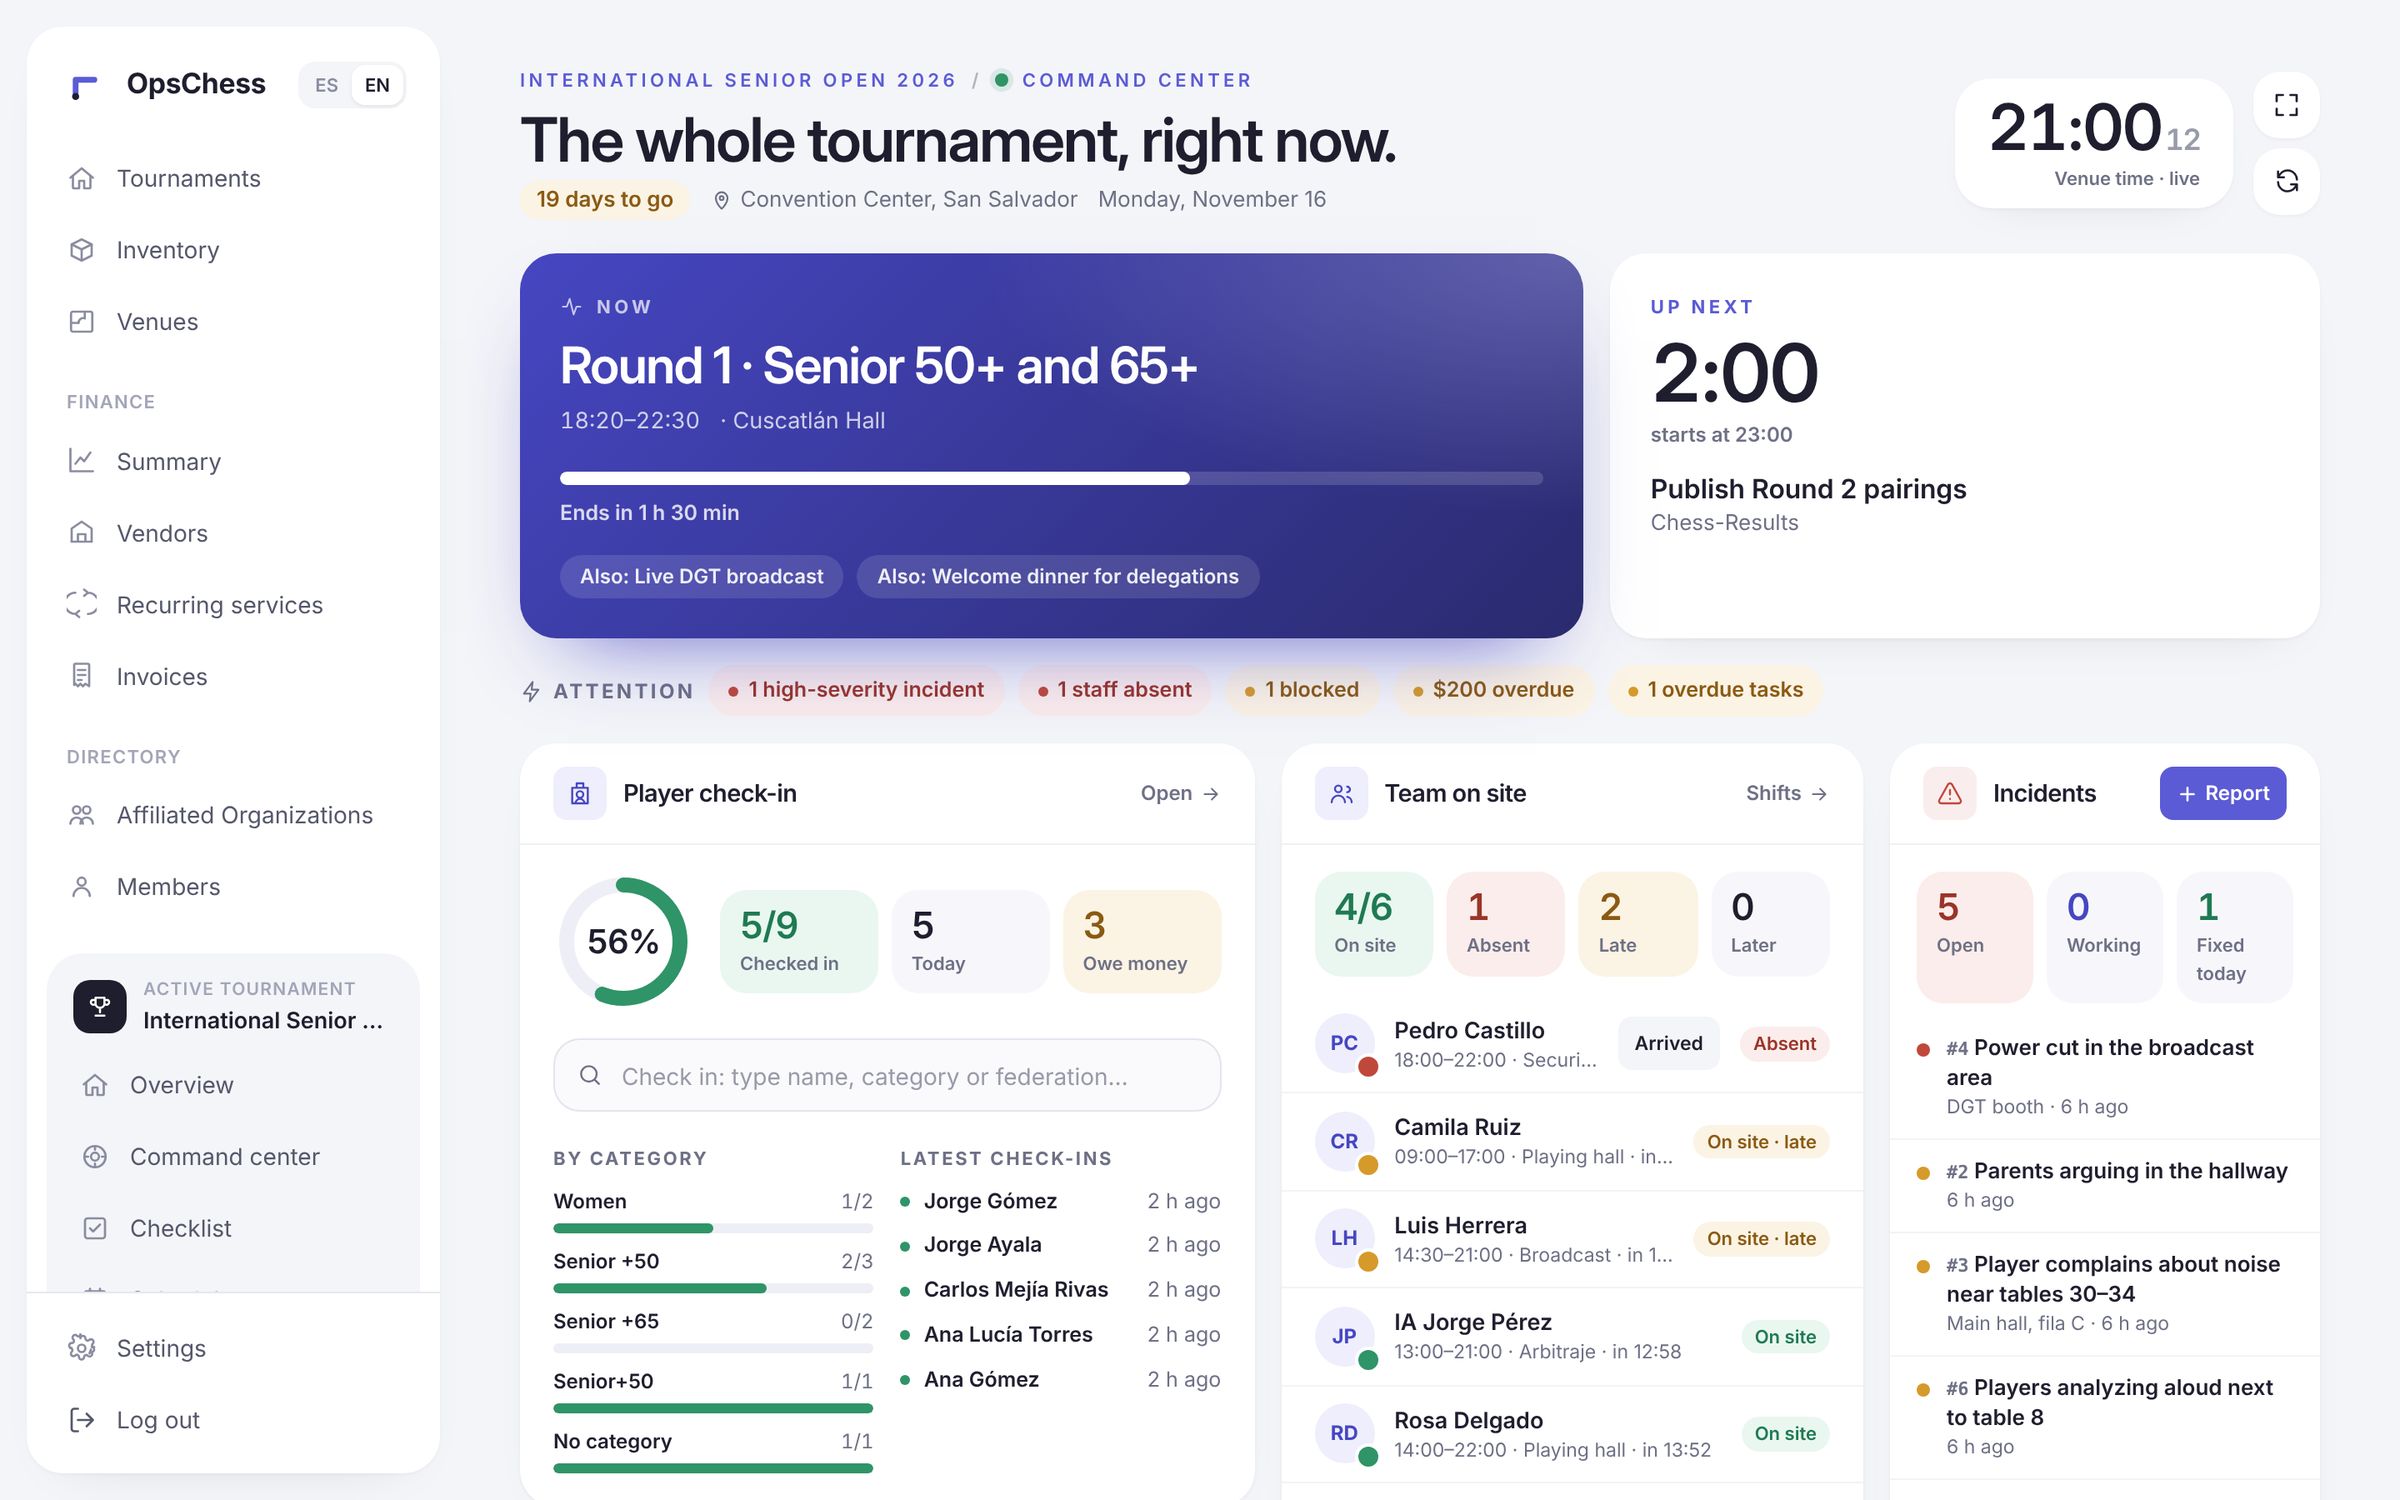 OpsChess
ES EN
Tournaments
Inventory
Venues
FINANCE
Summary
Vendors
Recurring services
Invoices
DIRECTORY
Affiliated Organizations
Members
ACTIVE TOURNAMENT
International Senior ...
Overview
Command center
Checklist
Settings
Log out
INTERNATIONAL SENIOR OPEN 2026 / COMMAND CENTER
The whole tournament, right now.
19 days to go Convention Center, San Salvador Monday, November 16
21:00 12
Venue time · live
NOW
Round 1 · Senior 50+ and 65+
18:20–22:30 · Cuscatlán Hall
Ends in 1 h 30 min
Also: Live DGT broadcast Also: Welcome dinner for delegations
UP NEXT
2:00
starts at 23:00
Publish Round 2 pairings
Chess-Results
ATTENTION 1 high-severity incident 1 staff absent 1 blocked $200 overdue 1 overdue tasks
Player check-in Open →
56%
5/9 5 3
Checked in Today Owe money
Check in: type name, category or federation...
BY CATEGORY
Women 1/2
Senior +50 2/3
Senior +65 0/2
Senior+50 1/1
No category 1/1
LATEST CHECK-INS
Jorge Gómez 2 h ago
Jorge Ayala 2 h ago
Carlos Mejía Rivas 2 h ago
Ana Lucía Torres 2 h ago
Ana Gómez 2 h ago
Team on site Shifts →
4/6 1 2 0
On site Absent Late Later
PC Pedro Castillo Arrived Absent
18:00–22:00 · Securi...
CR Camila Ruiz On site · late
09:00–17:00 · Playing hall · in...
LH Luis Herrera On site · late
14:30–21:00 · Broadcast · in 1...
JP IA Jorge Pérez On site
13:00–21:00 · Arbitraje · in 12:58
RD Rosa Delgado On site
14:00–22:00 · Playing hall · in 13:52
Incidents + Report
5 0 1
Open Working Fixed
today
#4 Power cut in the broadcast
area
DGT booth · 6 h ago
#2 Parents arguing in the hallway
6 h ago
#3 Player complains about noise
near tables 30–34
Main hall, fila C · 6 h ago
#6 Players analyzing aloud next
to table 8
6 h ago